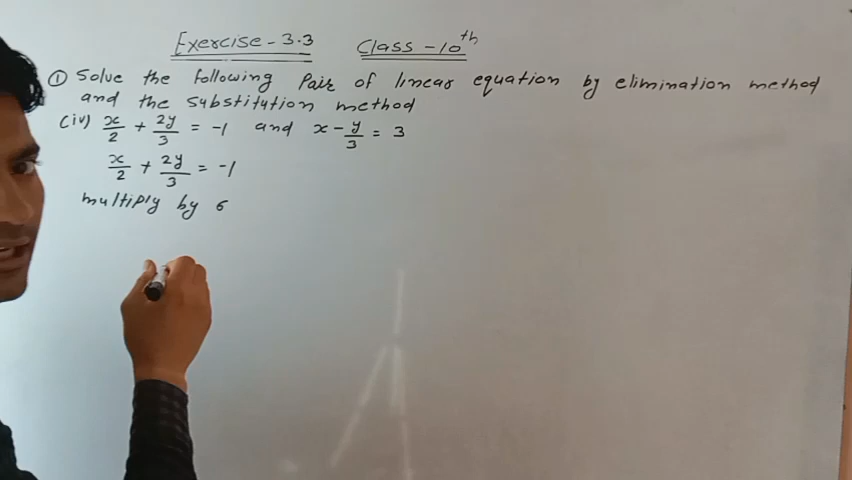 Exercise - 3.3 Class - 10th
① Solve the following Pair of linear equation by elimination method
and the substitution method
(iv) x/2 + 2y/3 = -1 and x - y/3 = 3
x/2 + 2y/3 = -1
multiply by 6